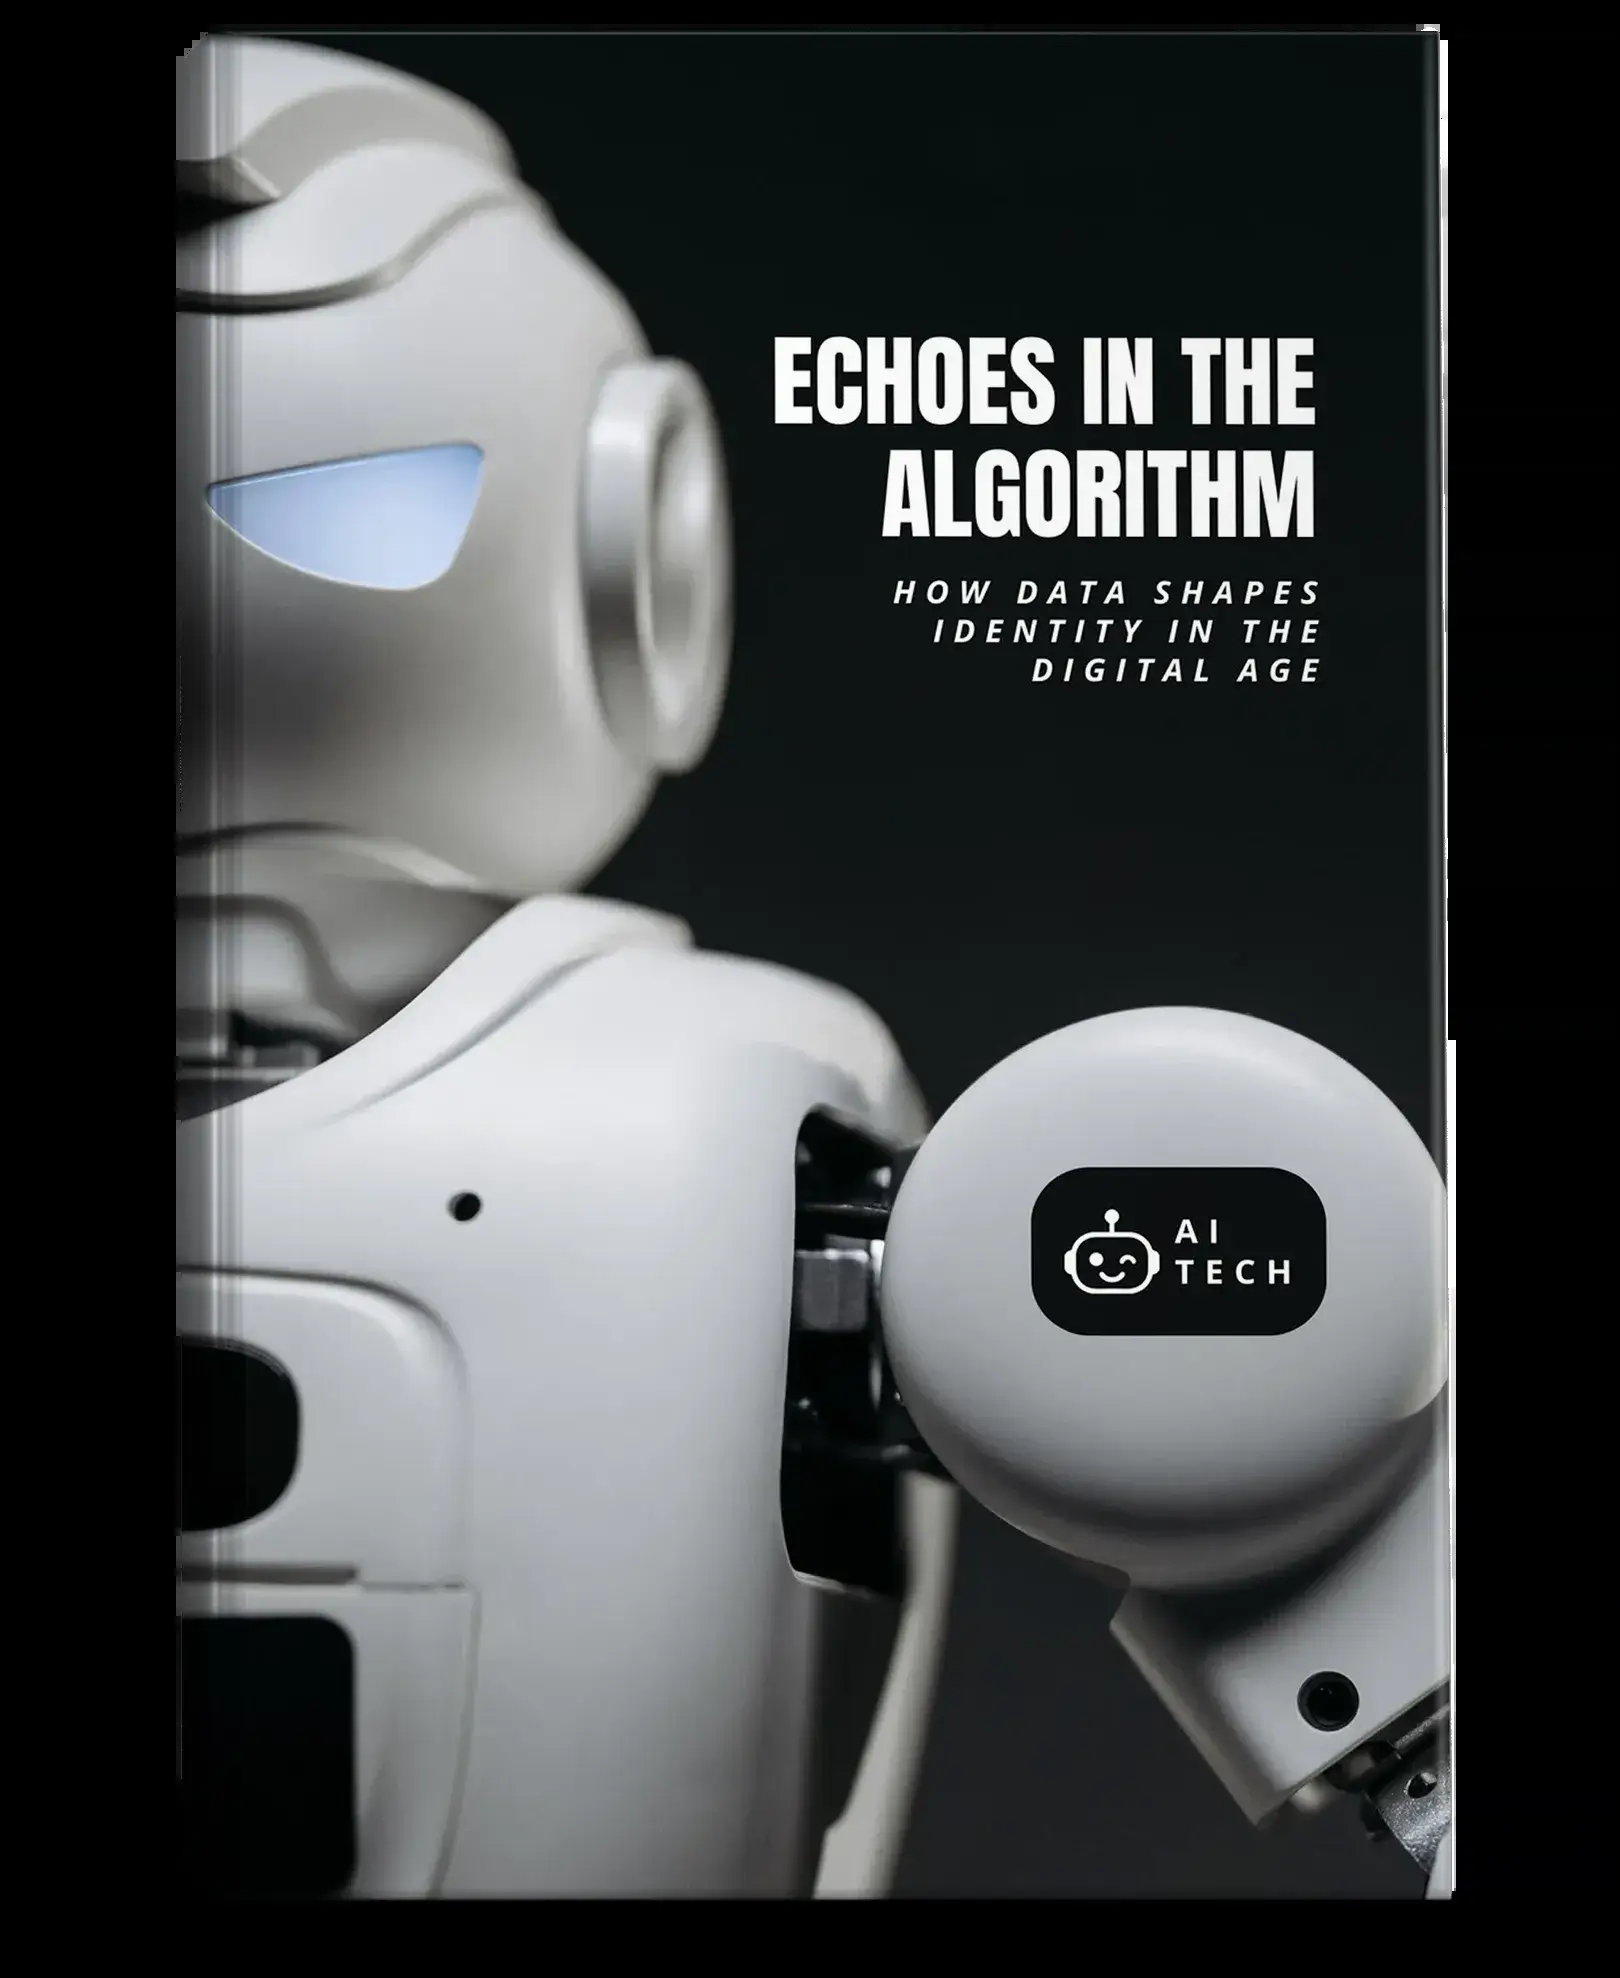 ECHOES IN THE
ALGORITHM
HOW DATA SHAPES
IDENTITY IN THE
DIGITAL AGE
AI
TECH